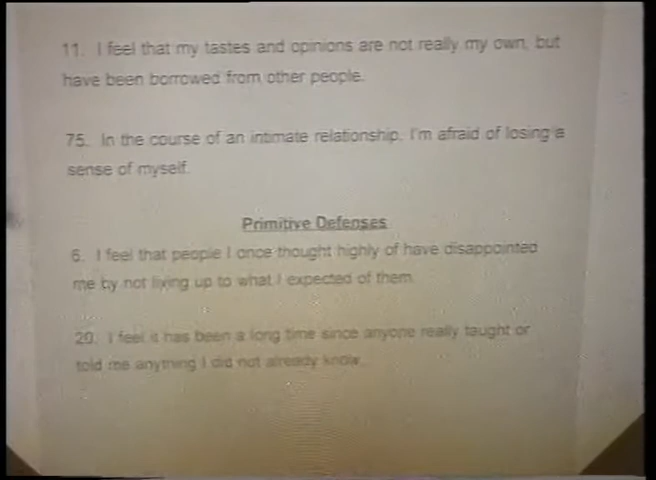 11. I feel that my tastes and opinions are not really my own, but
have been borrowed from other people.
75. In the course of an intimate relationship, I'm afraid of losing a
sense of myself.
Primitive Defenses
6. I feel that people I once thought highly of have disappointed
me by not living up to what I expected of them.
20. I feel it has been a long time since anyone really taught or
told me anything I did not already know.